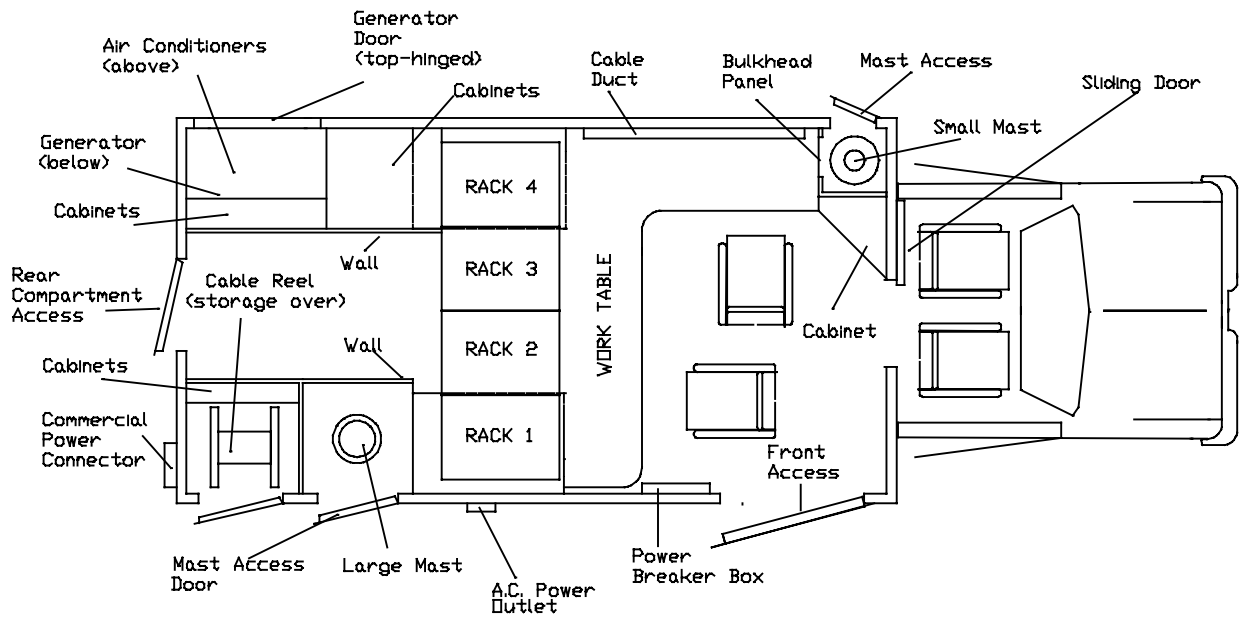 Generator
Door
(top-hinged)
Air Conditioners
(above)
Cabinets
Cable
Duct
Bulkhead
Panel
Mast Access
Sliding Door
Small Mast
Generator
(below)
Cabinets
RACK 4
Wall
RACK 3
Rear
Compartment
Access
Cable Reel
(storage over)
WORK TABLE
Cabinet
Wall
RACK 2
Cabinets
Commercial
Power
Connector
RACK 1
Front
Access
Mast Access
Door
Large Mast
A.C. Power
Outlet
Power
Breaker Box